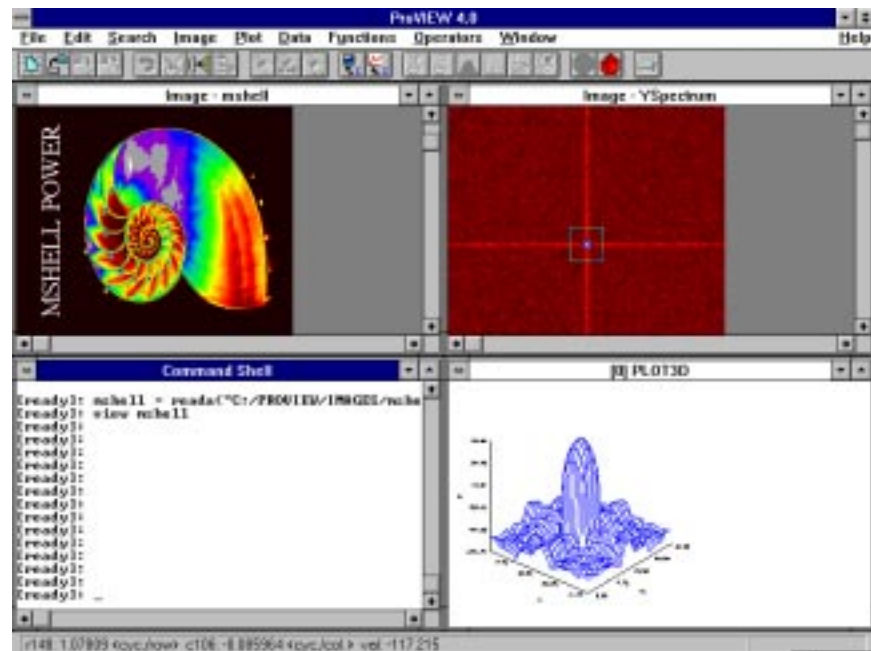 ProVIEW 4.0
File Edit Search Image Plot Data Functions Operators Window Help
Image - mshell
Image - YSpectrum
MSHELL POWER
Command Shell
[0] PLOT3D
[ready]: mshell = reada("C:/PROVIEW/IMAGES/mshe
[ready]: view mshell
[ready]:
[ready]:
[ready]:
[ready]:
[ready]:
[ready]:
[ready]:
[ready]:
[ready]:
[ready]:
[ready]:
[ready]:
[ready]:
[ready]: _